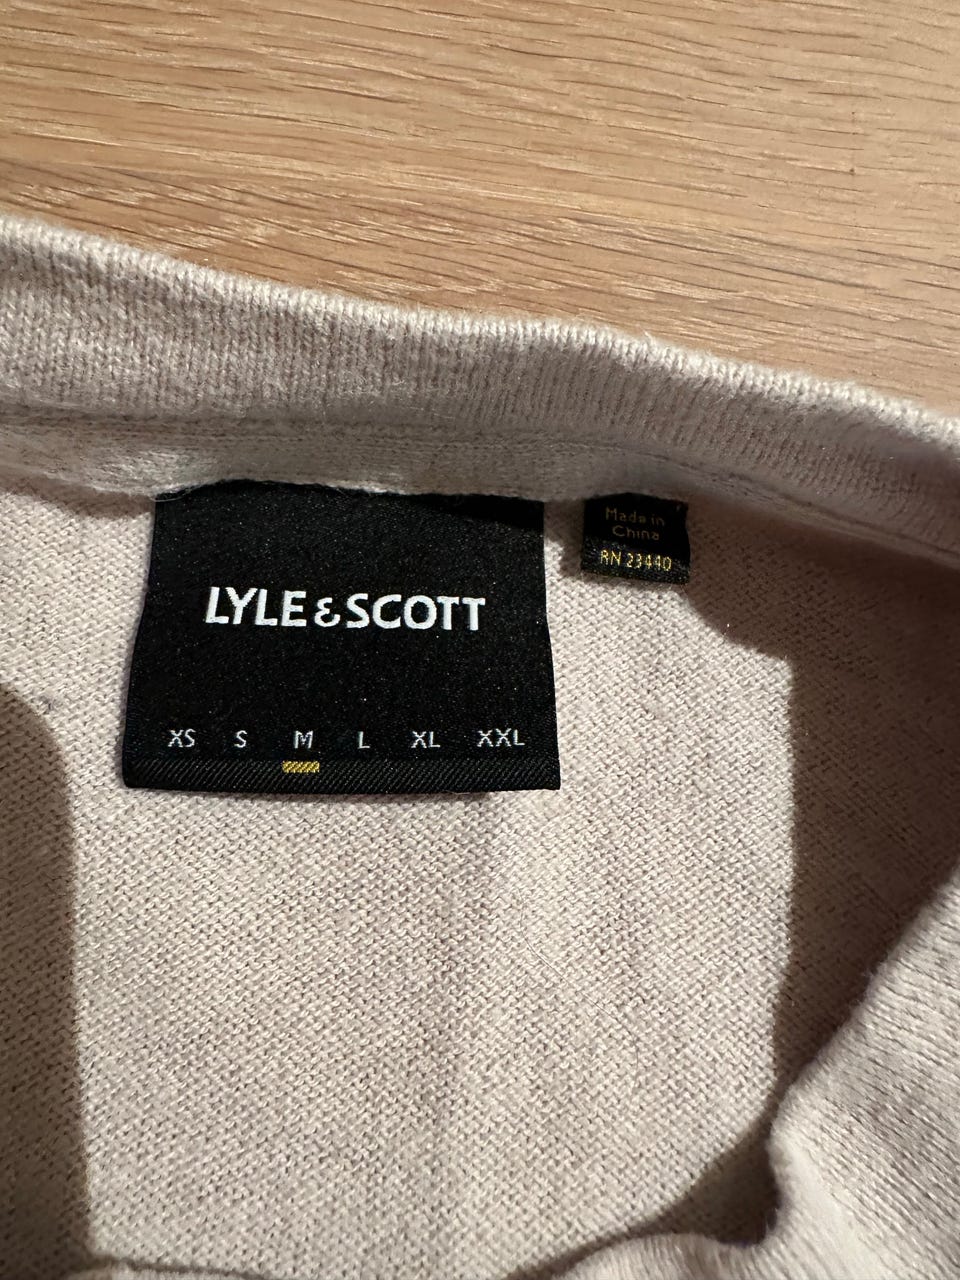 LYLE & SCOTT
XS S M L XL XXL
Made in
China
RN 23440